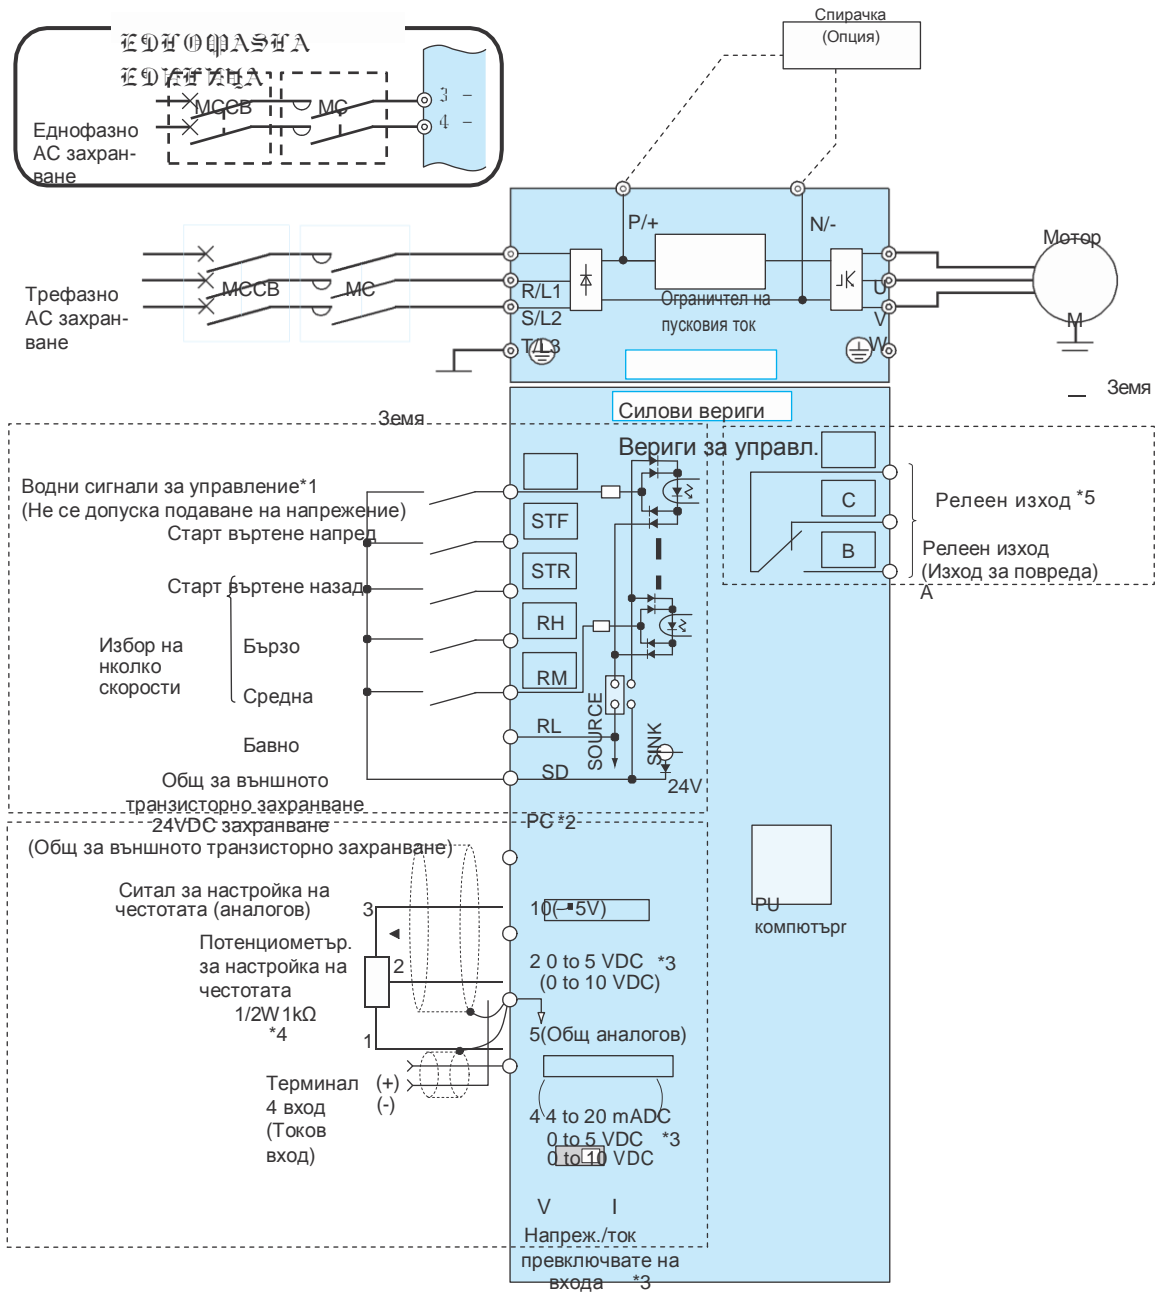 Спирачка
(Опция)
ЕДНОФАЗНА
ЕДИНИЦА
MCCB
MC
3 -
4 -
Еднофазно
AC захран-
ване
P/+
N/-
Мотор
MCCB
MC
R/L1
Ограничтел на
пусковия ток
U
Трефазно
AC захран-
ване
S/L2
V
M
T/L3
W
Земя
Силови вериги
Земя
Вериги за управл.
Водни сигнали за управление*1
(Не се допуска подаване на напрежение)
Старт въртене напред
STF
C
Релеен изход *5
B
Релеен изход
(Изход за повреда)
A
Старт въртене назад
STR
RH
Избор на
нколко
скорости
Бързо
RM
Средна
RL
SOURCE
SINK
Бавно
SD
24V
Общ за външното
транзисторно захранване
24VDC захранване
(Общ за външното транзисторно захранване)
PC *2
Ситал за настройка на
честотата (аналогов)
3
10( 5V)
PU
компютърr
Потенциометър.
за настройка на
честотата
1/2W1kΩ
*4
2
2 0 to 5 VDC *3
(0 to 10 VDC)
1
5(Общ аналогов)
Терминал
4 вход
(Токов
вход)
(+)
(-)
4 4 to 20 mADC
0 to 5 VDC *3
0 to 10 VDC
V I
Напреж./ток
превключвате на
входа *3